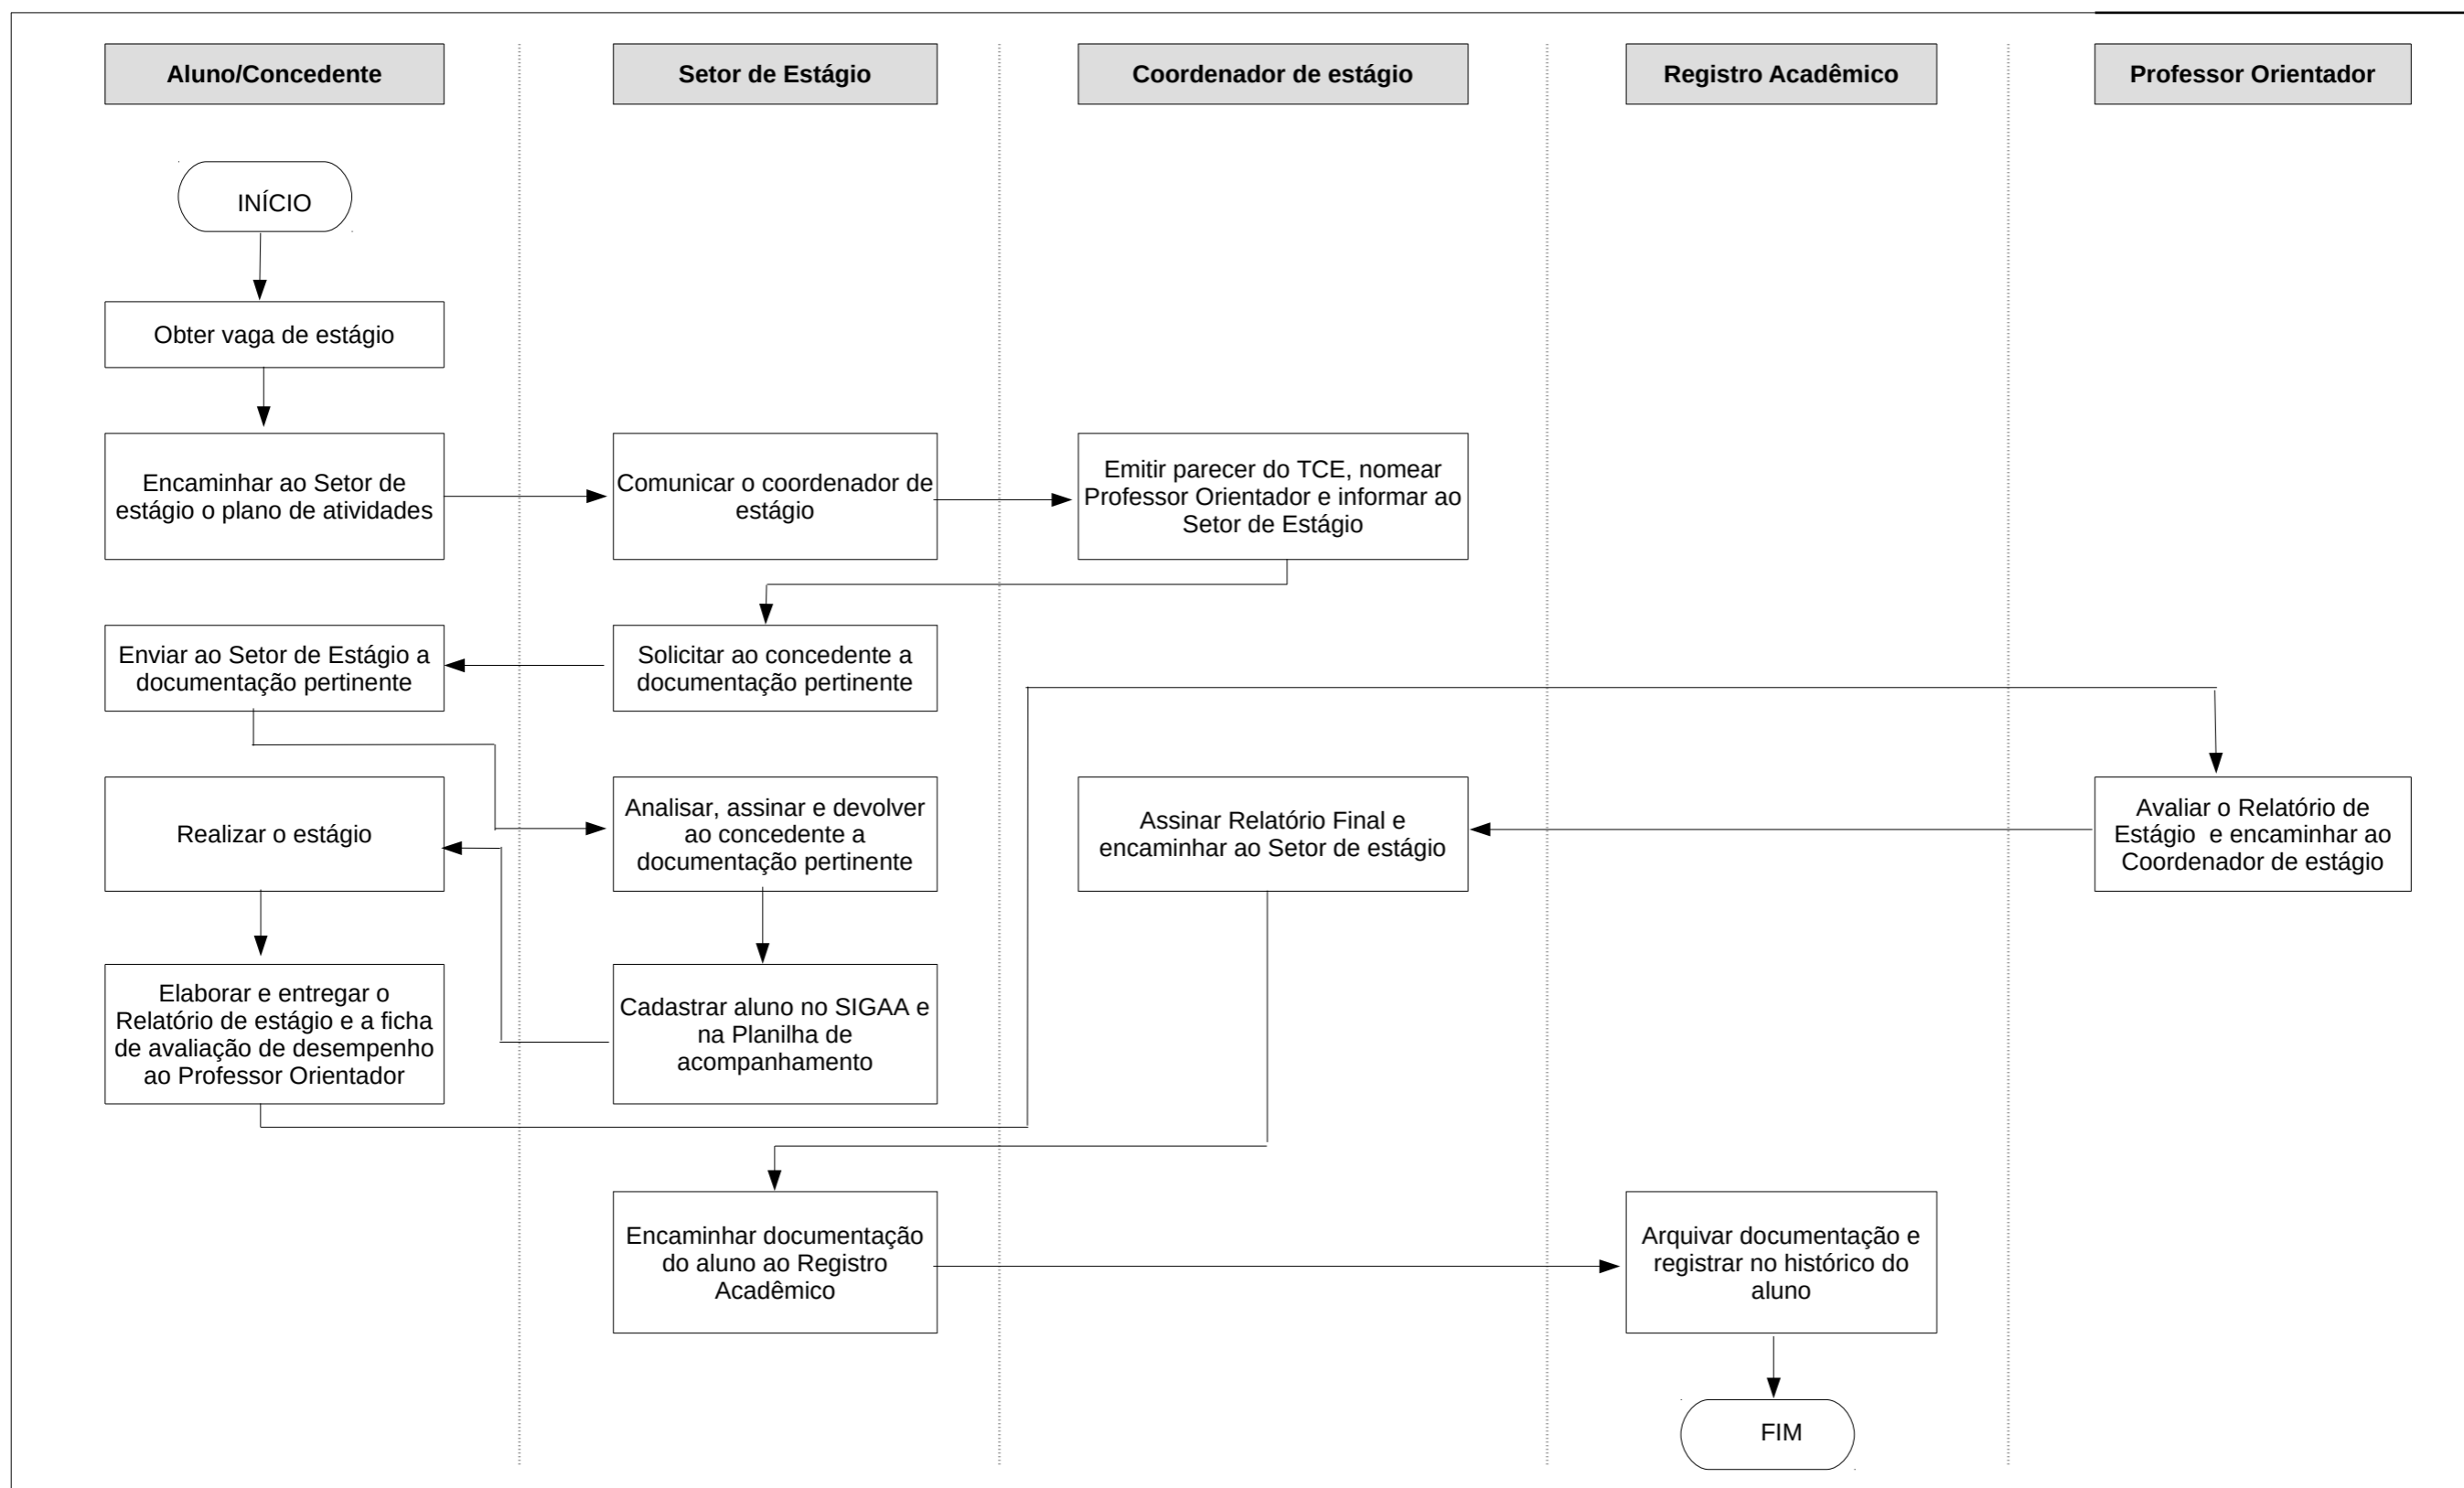 Aluno/Concedente
Setor de Estágio
Coordenador de estágio
Registro Acadêmico
Professor Orientador
INÍCIO
Obter vaga de estágio
Encaminhar ao Setor de
estágio o plano de atividades
Comunicar o coordenador de
estágio
Emitir parecer do TCE, nomear
Professor Orientador e informar ao
Setor de Estágio
Enviar ao Setor de Estágio a
documentação pertinente
Solicitar ao concedente a
documentação pertinente
Realizar o estágio
Analisar, assinar e devolver
ao concedente a
documentação pertinente
Assinar Relatório Final e
encaminhar ao Setor de estágio
Avaliar o Relatório de
Estágio  e encaminhar ao
Coordenador de estágio
Elaborar e entregar o
Relatório de estágio e a ficha
de avaliação de desempenho
ao Professor Orientador
Cadastrar aluno no SIGAA e
na Planilha de
acompanhamento
Encaminhar documentação
do aluno ao Registro
Acadêmico
Arquivar documentação e
registrar no histórico do
aluno
FIM